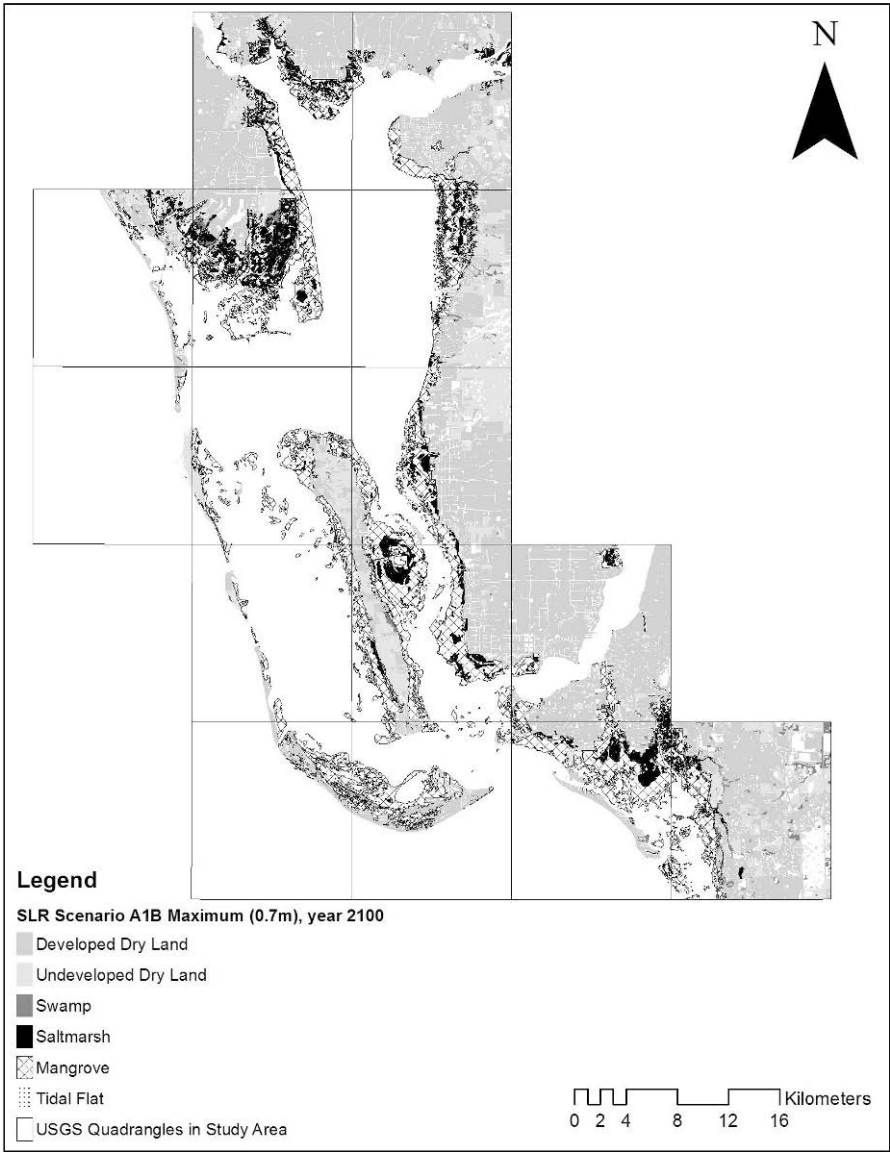 N
Legend
SLR Scenario A1B Maximum (0.7m), year 2100
Developed Dry Land
Undeveloped Dry Land
Swamp
Saltmarsh
Mangrove
Tidal Flat
USGS Quadrangles in Study Area
Kilometers
0 2 4 8 12 16